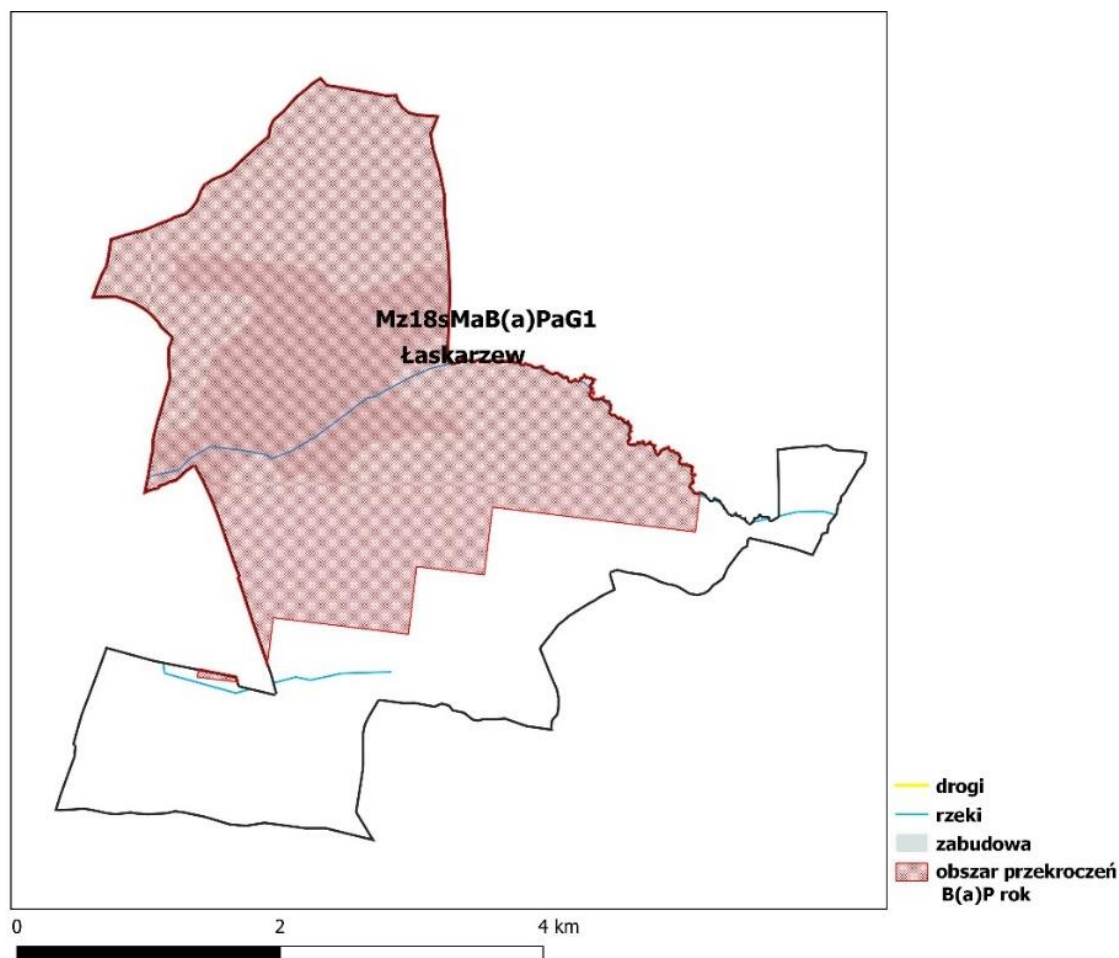 Mz18sMaB(a)PaG1
Łaskarzew
drogi
rzeki
zabudowa
obszar przekroczeń
B(a)P rok
0 2 4 km